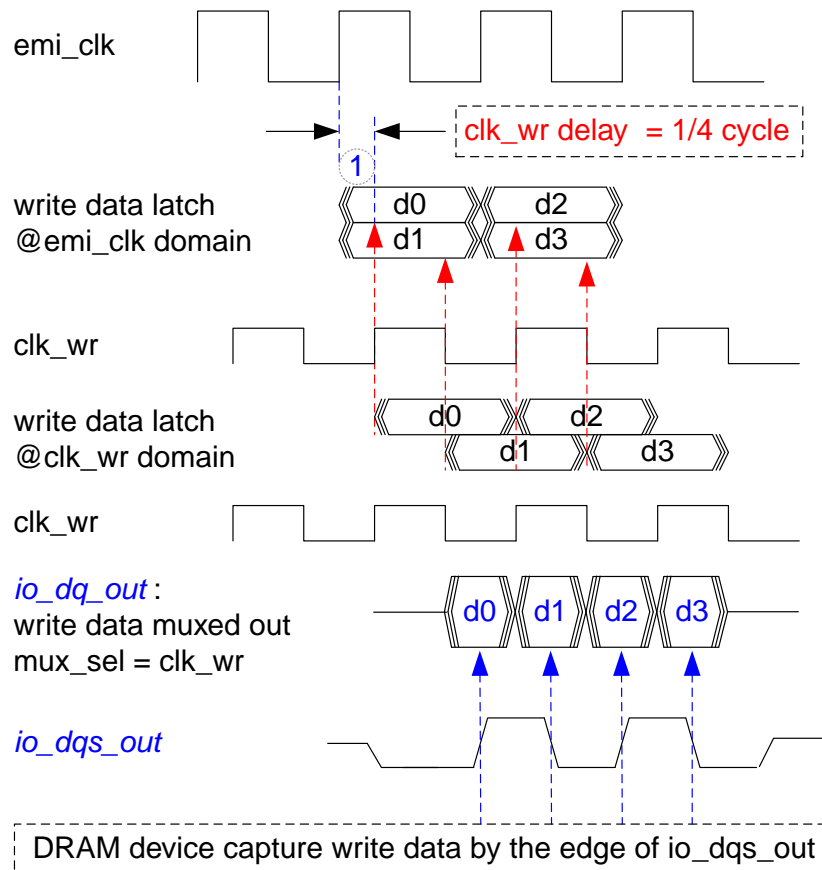 emi_clk
clk_wr delay = 1/4 cycle
1
write data latch
@emi_clk domain
d0 d2
d1 d3
clk_wr
write data latch
@clk_wr domain
d0 d2
d1 d3
clk_wr
io_dq_out :
write data muxed out
mux_sel = clk_wr
d0 d1 d2 d3
io_dqs_out
DRAM device capture write data by the edge of io_dqs_out